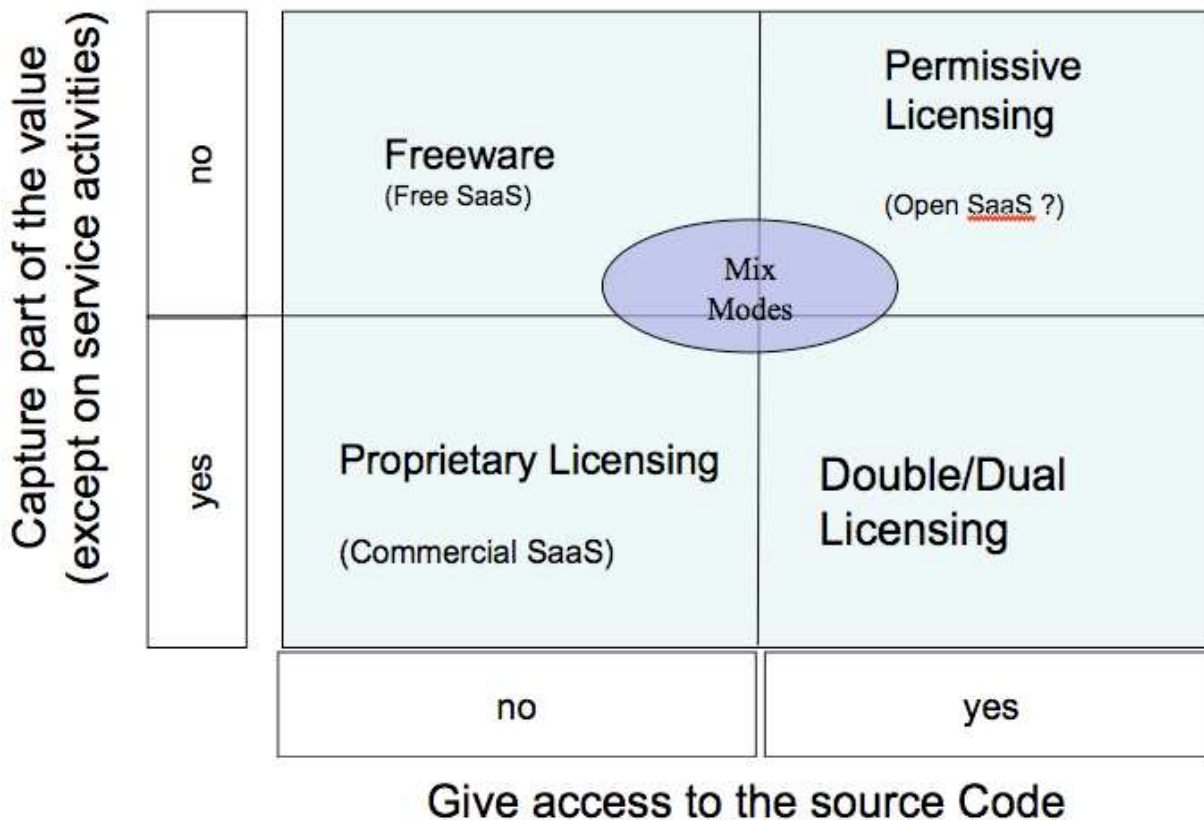 Capture part of the value
(except on service activities)
no
yes
Freeware
(Free SaaS)
Permissive
Licensing
(Open SaaS ?)
Mix
Modes
Proprietary Licensing
(Commercial SaaS)
Double/Dual
Licensing
no
yes
Give access to the source Code